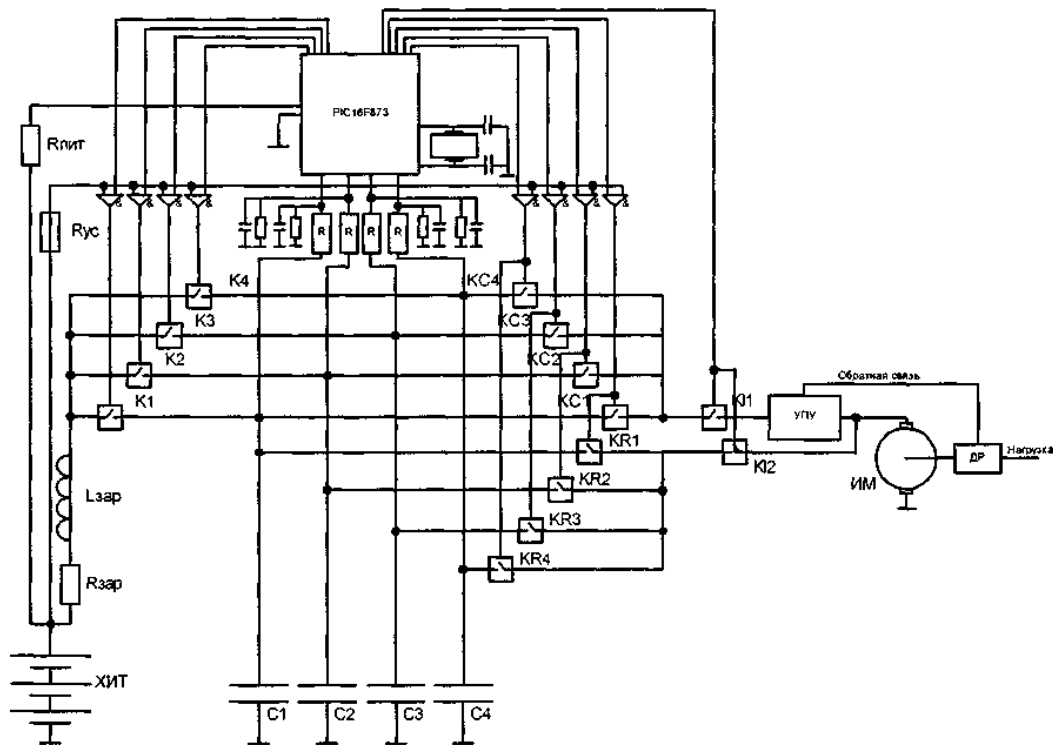 PIC16F873
Rпит
Rус
R R R R
K4
KC4
K3
KC3
K2
KC2
K1
KC1
KI1
Обратная связь
УПУ
KR1
KI2
ДР
Нагрузка
ИМ
Lзар
KR2
KR3
KR4
Rзар
ХИТ
C1
C2
C3
C4